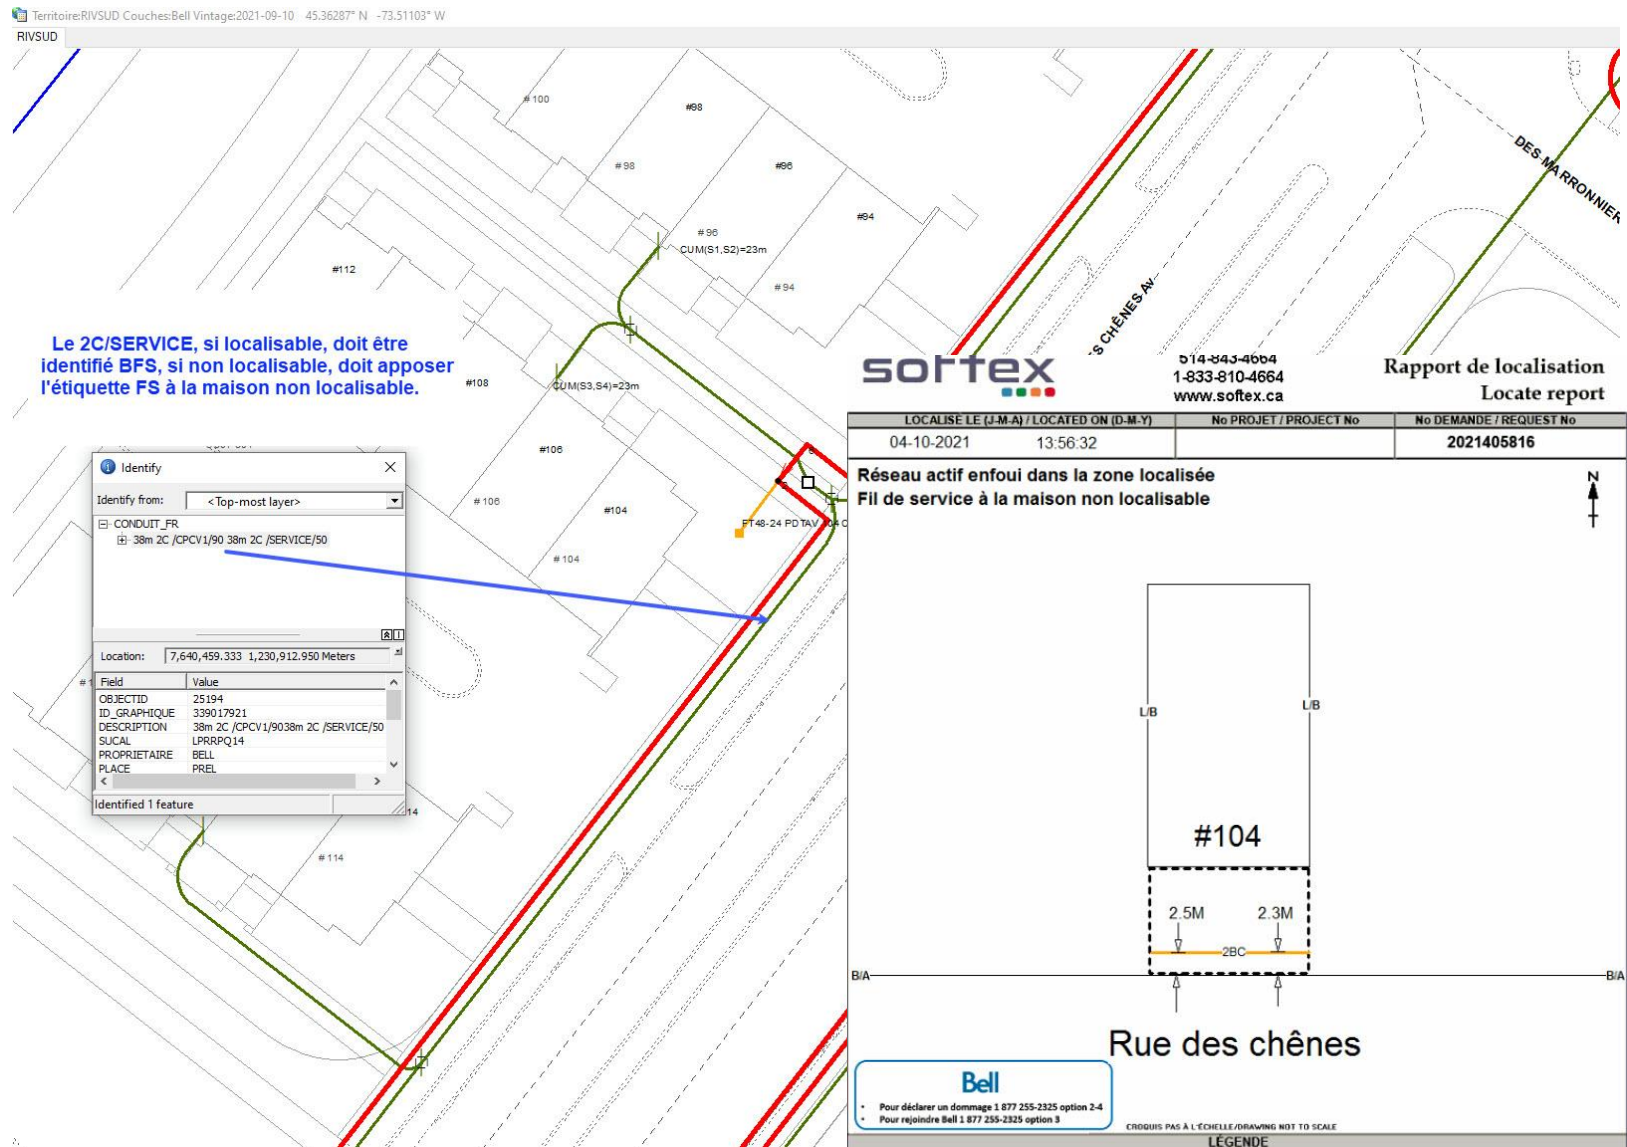 Territoire:RIVSUD Couches:Bell Vintage:2021-09-10 45.36287° N -73.51103° W
RIVSUD
#100
#98
#98
#96
#96
#94
#94
CUM(S1,S2)=23m
DES MARRONNIER
S CHÊNES Av
#112
Le 2C/SERVICE, si localisable, doit être
identifié BFS, si non localisable, doit apposer
l'étiquette FS à la maison non localisable.
#108
CUM(S3,S4)=23m
#106
#106
#104
#104
FT48-24 PDTAV
Identify
Identify from: <Top-most layer>
CONDUIT_FR
38m 2C /CPCV1/90 38m 2C /SERVICE/50
Location: 7,640,459.333 1,230,912.950 Meters
Field Value
OBJECTID 25194
ID_GRAPHIQUE 339017921
DESCRIPTION 38m 2C /CPCV1/9038m 2C /SERVICE/50
SUCAL LPRRPQ14
PROPRIETAIRE BELL
PLACE PREL
Identified 1 feature
14
#114
softex
514-843-4664
1-833-810-4664
www.softex.ca
Rapport de localisation
Locate report
LOCALISÉ LE (J-M-A) / LOCATED ON (D-M-Y) No PROJET / PROJECT No No DEMANDE / REQUEST No
04-10-2021 13:56:32 2021405816
Réseau actif enfoui dans la zone localisée
Fil de service à la maison non localisable
N
L/B
L/B
#104
2.5M 2.3M
2BC
B/A B/A
Rue des chênes
Bell
Pour déclarer un dommage 1 877 255-2325 option 2-4
Pour rejoindre Bell 1 877 255-2325 option 3
CROQUIS PAS À L'ÉCHELLE/DRAWING NOT TO SCALE
LÉGENDE